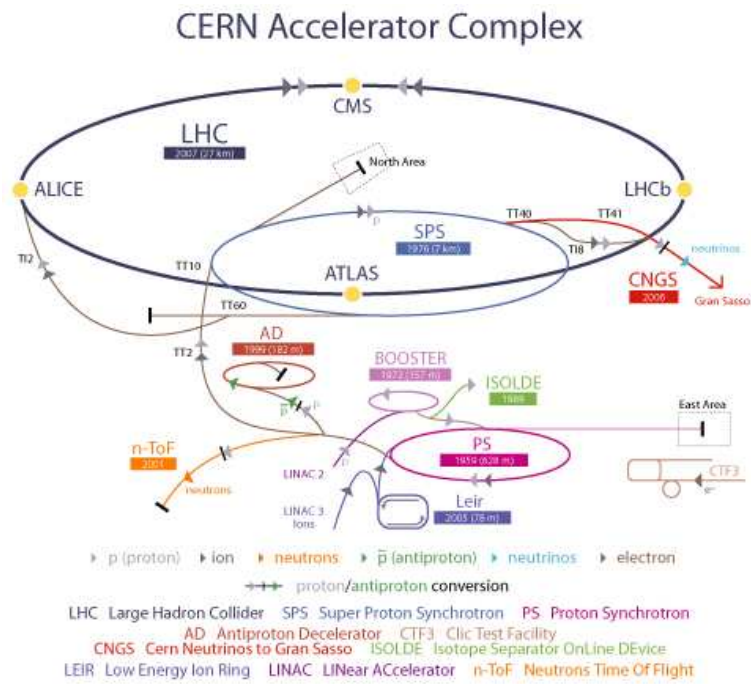 CERN Accelerator Complex
CMS
LHC
2007 (27 km)
North Area
ALICE
LHCb
TT40
TT41
p
SPS
1976 (7 km)
TI8
neutrinos
TI2
TT10
ATLAS
CNGS
2006
Gran Sasso
TT60
AD
1999 (182 m)
TT2
BOOSTER
1972 (157 m)
ISOLDE
1989
p̅
p
East Area
n-ToF
2001
PS
1959 (628 m)
LINAC 2
p
neutrons
CTF3
e⁻
LINAC 3
Ions
Leir
2005 (78 m)
p (proton) ion neutrons p̅ (antiproton) neutrinos electron
proton/antiproton conversion
LHC Large Hadron Collider SPS Super Proton Synchrotron PS Proton Synchrotron
AD Antiproton Decelerator CTF3 Clic Test Facility
CNGS Cern Neutrinos to Gran Sasso ISOLDE Isotope Separator OnLine DEvice
LEIR Low Energy Ion Ring LINAC LINear ACcelerator n-ToF Neutrons Time Of Flight